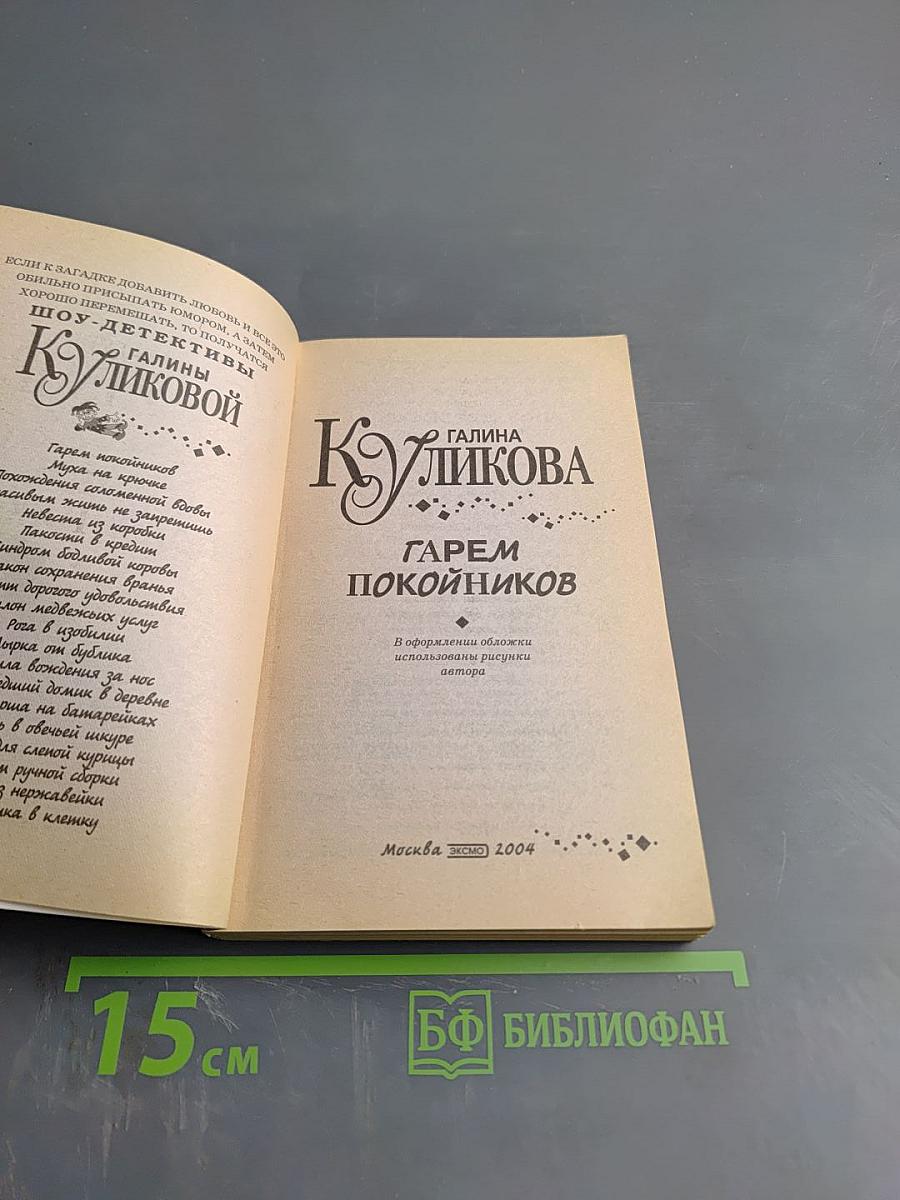 ЕСЛИ К ЗАГАДКЕ ДОБАВИТЬ ЛЮБОВЬ И ВСЕ ЭТО
ОБИЛЬНО ПРИСЫПАТЬ ЮМОРОМ, А ЗАТЕМ
ХОРОШО ПЕРЕМЕШАТЬ, ТО ПОЛУЧАТСЯ
ШОУ-ДЕТЕКТИВЫ
ГАЛИНЫ
КУЛИКОВОЙ
Гарем покойников
Муха на крючке
Похождения соломенной вдовы
жить не запретишь
Невеста из коробки
Пакости в кредит
бодливой коровы
сохранения вранья
дорогого удовольствия
медвежьих услуг
Рога в изобилии
от бублика
вождения за нос
домик в деревне
на батарейках
в овечьей шкуре
для слепой курицы
ручной сборки
из нержавейки
в клетку
ГАЛИНА
КУЛИКОВА
ГАРЕМ
ПОКОЙНИКОВ
В оформлении обложки
использованы рисунки
автора
Москва ЭКСМО 2004
15 см
БФ БИБЛИОФАН